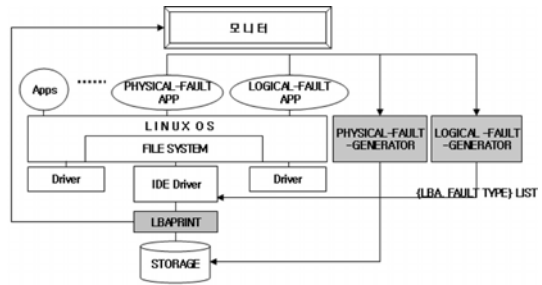 모니터
Apps
......
PHYSICAL-FAULT
APP
LOGICAL-FAULT
APP
LINUX OS
FILE SYSTEM
PHYSICAL-FAULT
-GENERATOR
LOGICAL -FAULT
-GENERATOR
Driver
IDE Driver
Driver
{LBA, FAULT TYPE} LIST
LBAPRINT
STORAGE